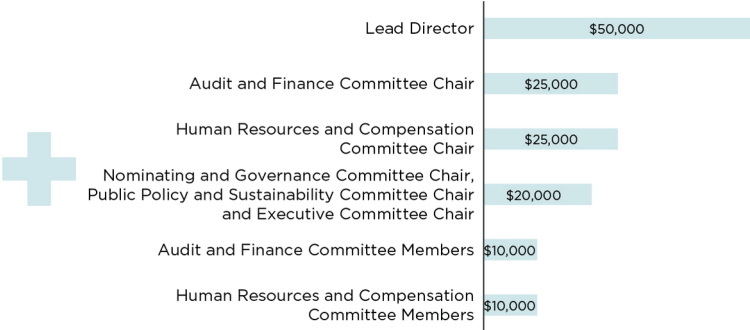 Lead Director
$50,000
Audit and Finance Committee Chair
$25,000
Human Resources and Compensation
Committee Chair
$25,000
Nominating and Governance Committee Chair,
Public Policy and Sustainability Committee Chair
and Executive Committee Chair
$20,000
Audit and Finance Committee Members
$10,000
Human Resources and Compensation
Committee Members
$10,000